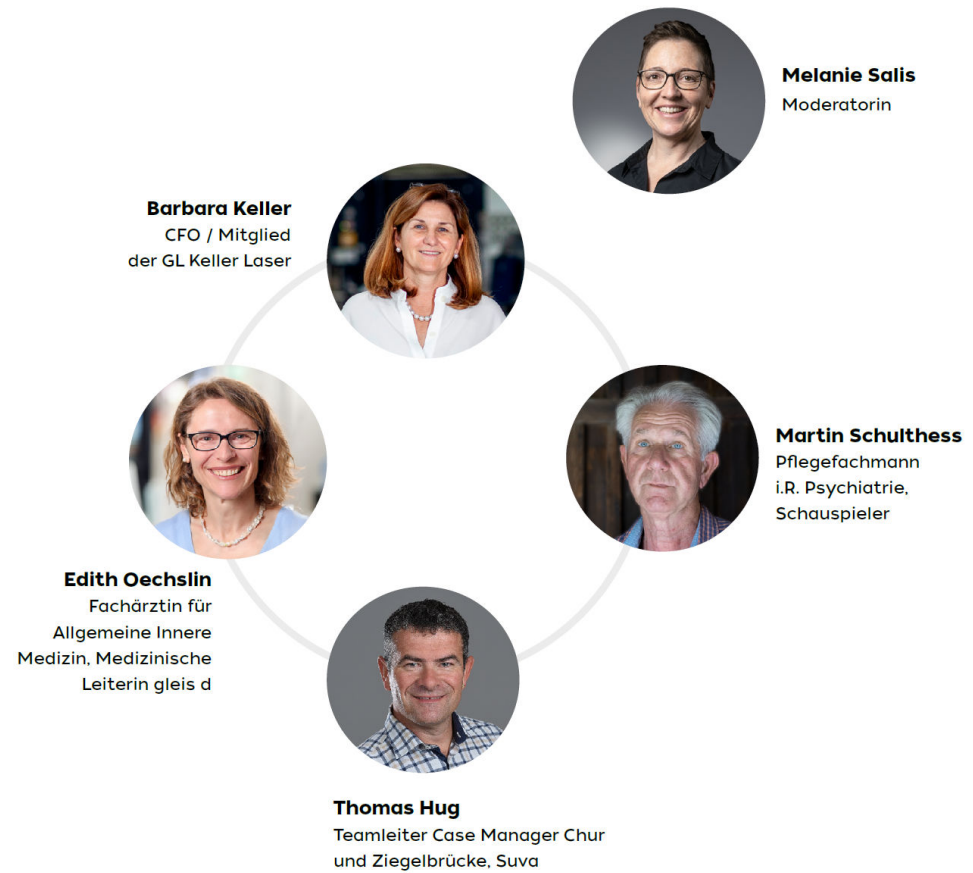 Melanie Salis
Moderatorin
Barbara Keller
CFO / Mitglied
der GL Keller Laser
Martin Schulthess
Pflegefachmann
i.R. Psychiatrie,
Schauspieler
Edith Oechslin
Fachärztin für
Allgemeine Innere
Medizin, Medizinische
Leiterin gleis d
Thomas Hug
Teamleiter Case Manager Chur
und Ziegelbrücke, Suva